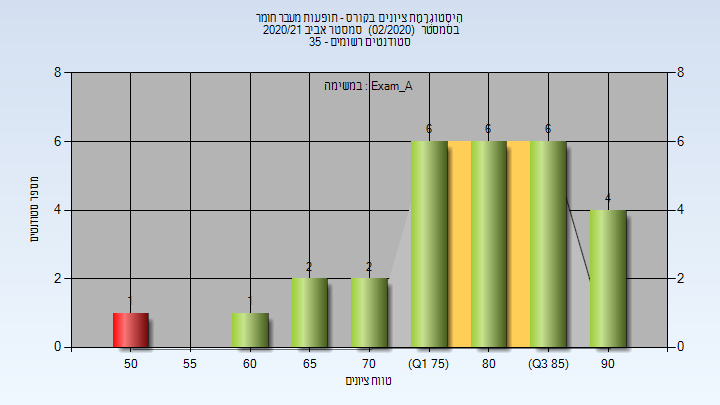 היסטוגרמת ציונים בקורס - תופעות מעבר חומר
בסמסטר (02/2020) סמסטר אביב 2020/21
סטודנטים רשומים - 35
במשימה : Exam_A
8 8
6 6 6 6 6
4 4 4
2 2 2 2
1 1
0 0
50 55 60 65 70 (Q1 75) 80 (Q3 85) 90
מספר סטודנטים
טווח ציונים